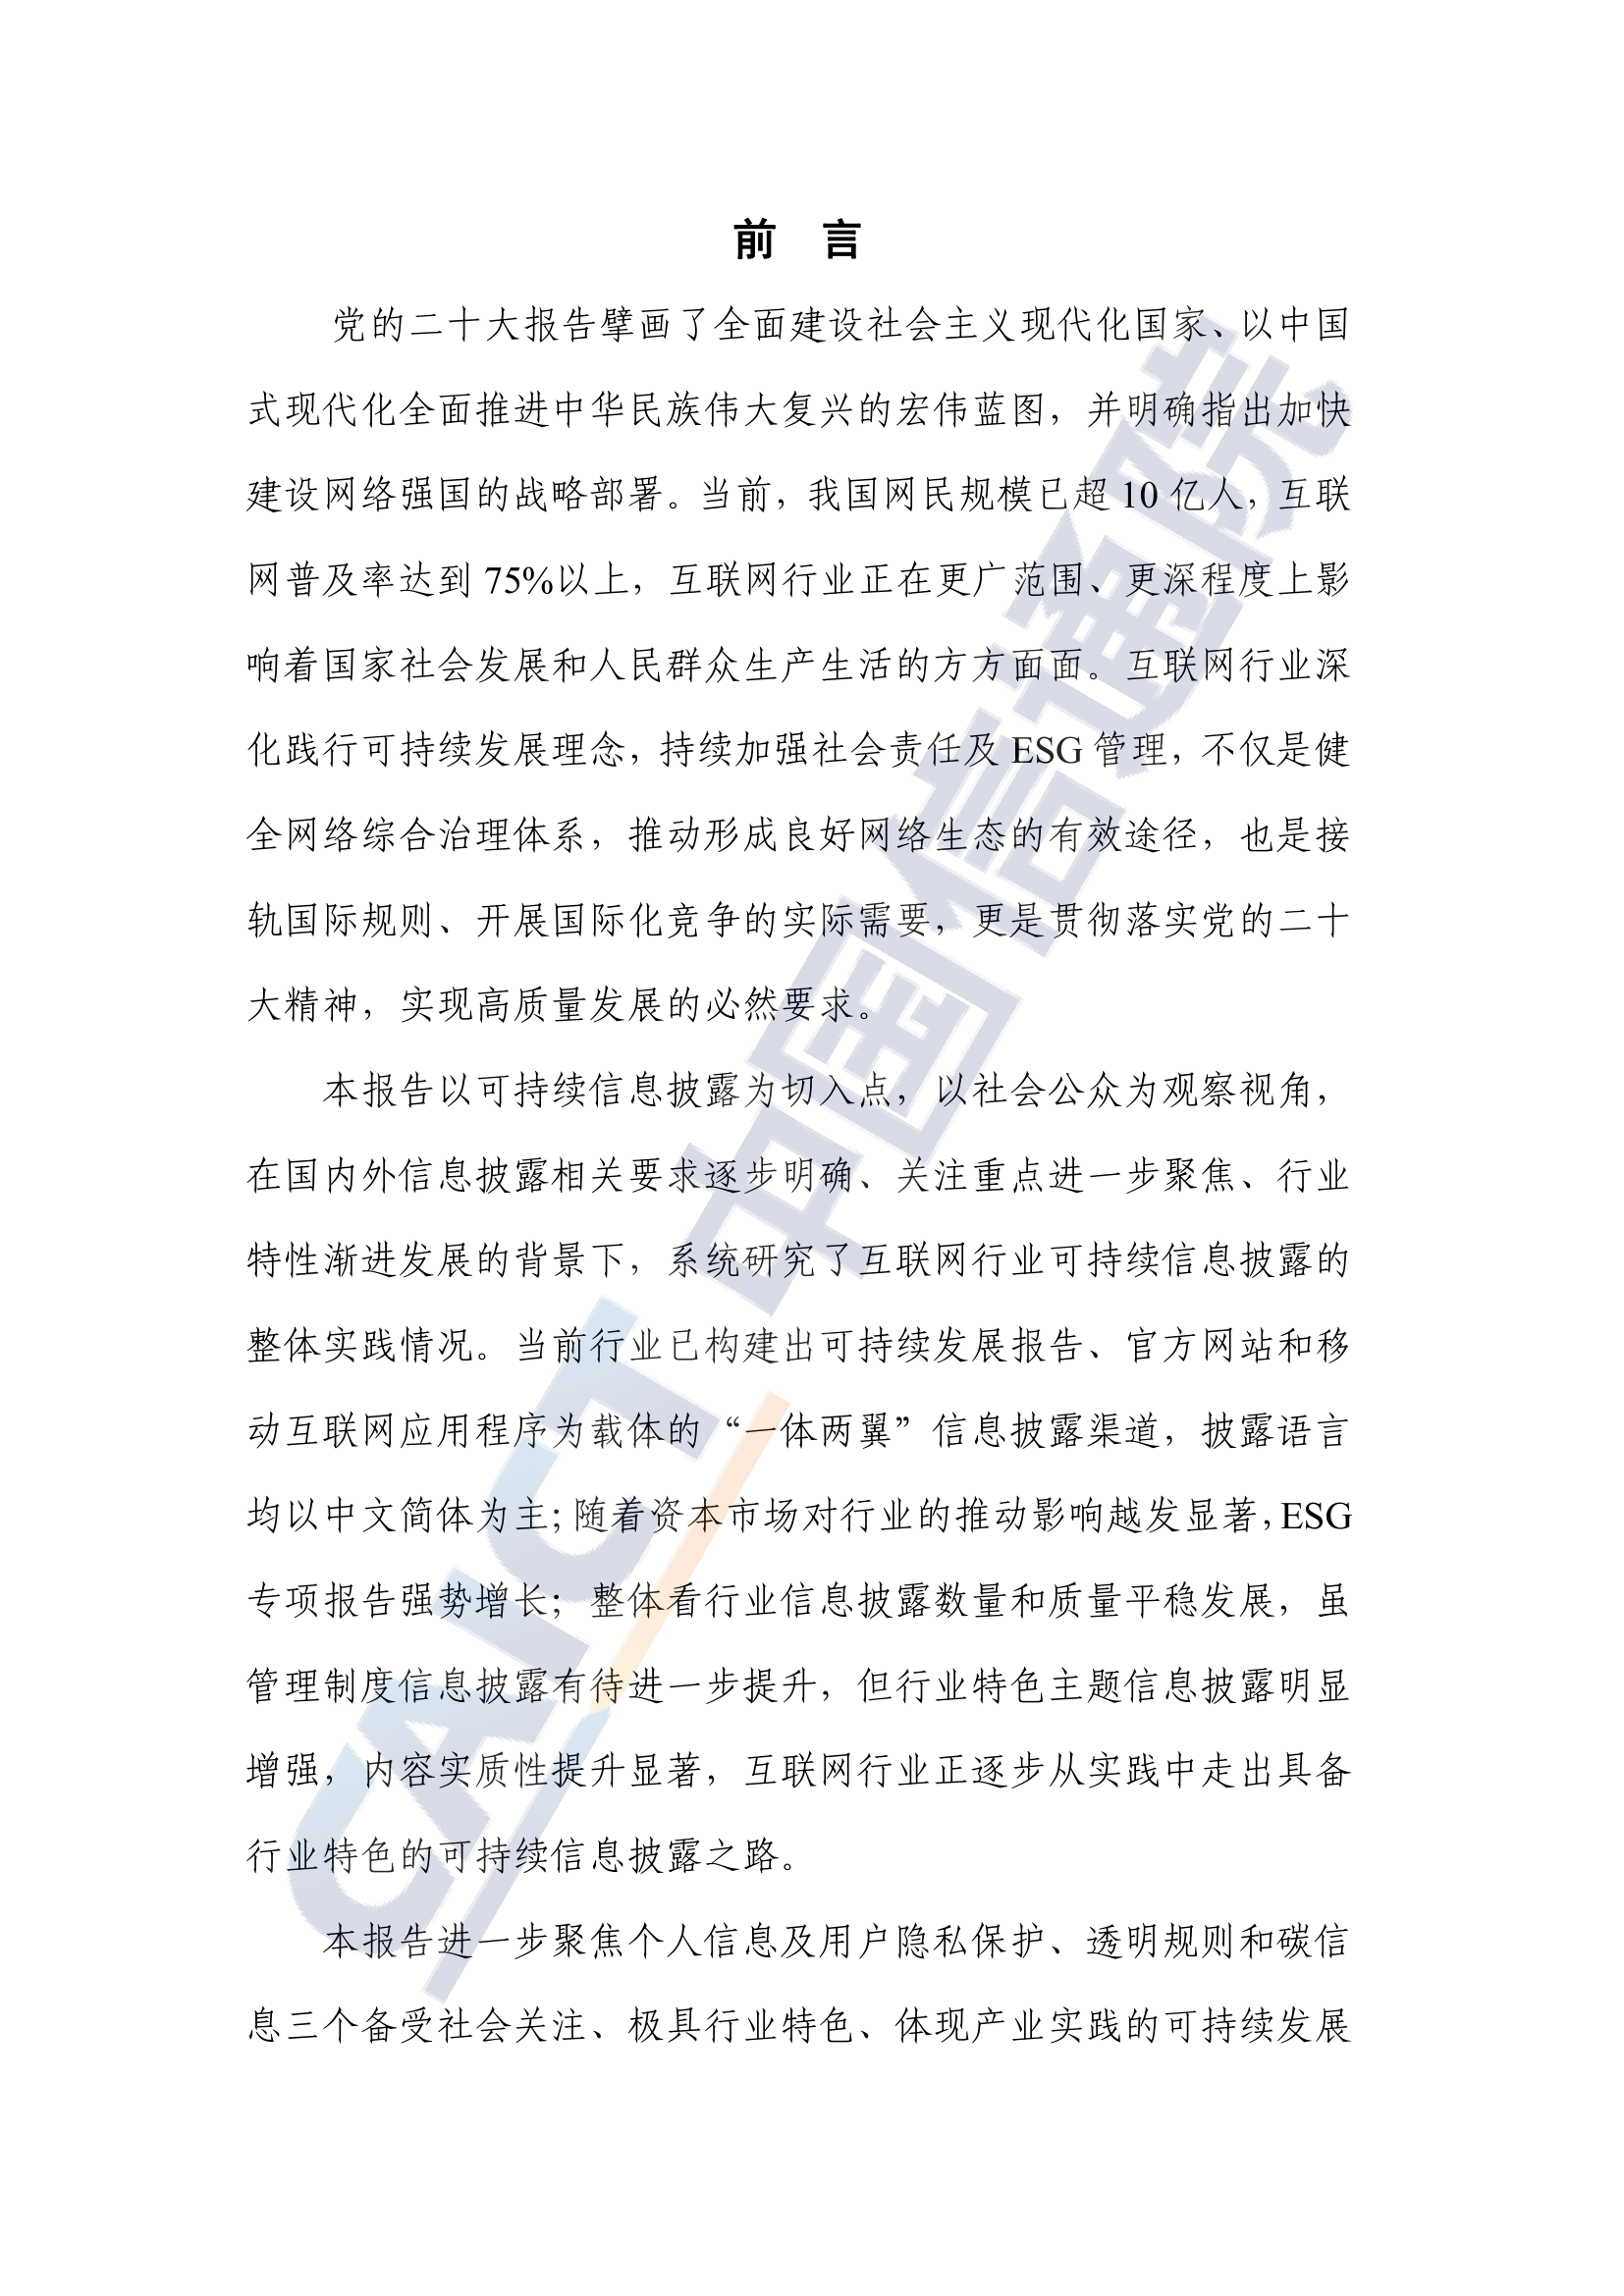 前 言
党的二十大报告擘画了全面建设社会主义现代化国家、以中国
式现代化全面推进中华民族伟大复兴的宏伟蓝图，并明确指出加快
建设网络强国的战略部署。当前，我国网民规模已超 10 亿人，互联
网普及率达到 75%以上，互联网行业正在更广范围、更深程度上影
响着国家社会发展和人民群众生产生活的方方面面。互联网行业深
化践行可持续发展理念，持续加强社会责任及 ESG 管理，不仅是健
全网络综合治理体系，推动形成良好网络生态的有效途径，也是接
轨国际规则、开展国际化竞争的实际需要，更是贯彻落实党的二十
大精神，实现高质量发展的必然要求。
本报告以可持续信息披露为切入点，以社会公众为观察视角，
在国内外信息披露相关要求逐步明确、关注重点进一步聚焦、行业
特性渐进发展的背景下，系统研究了互联网行业可持续信息披露的
整体实践情况。当前行业已构建出可持续发展报告、官方网站和移
动互联网应用程序为载体的“一体两翼”信息披露渠道，披露语言
均以中文简体为主；随着资本市场对行业的推动影响越发显著，ESG
专项报告强势增长；整体看行业信息披露数量和质量平稳发展，虽
管理制度信息披露有待进一步提升，但行业特色主题信息披露明显
增强，内容实质性提升显著，互联网行业正逐步从实践中走出具备
行业特色的可持续信息披露之路。
本报告进一步聚焦个人信息及用户隐私保护、透明规则和碳信
息三个备受社会关注、极具行业特色、体现产业实践的可持续发展
CAICT 中国信通院